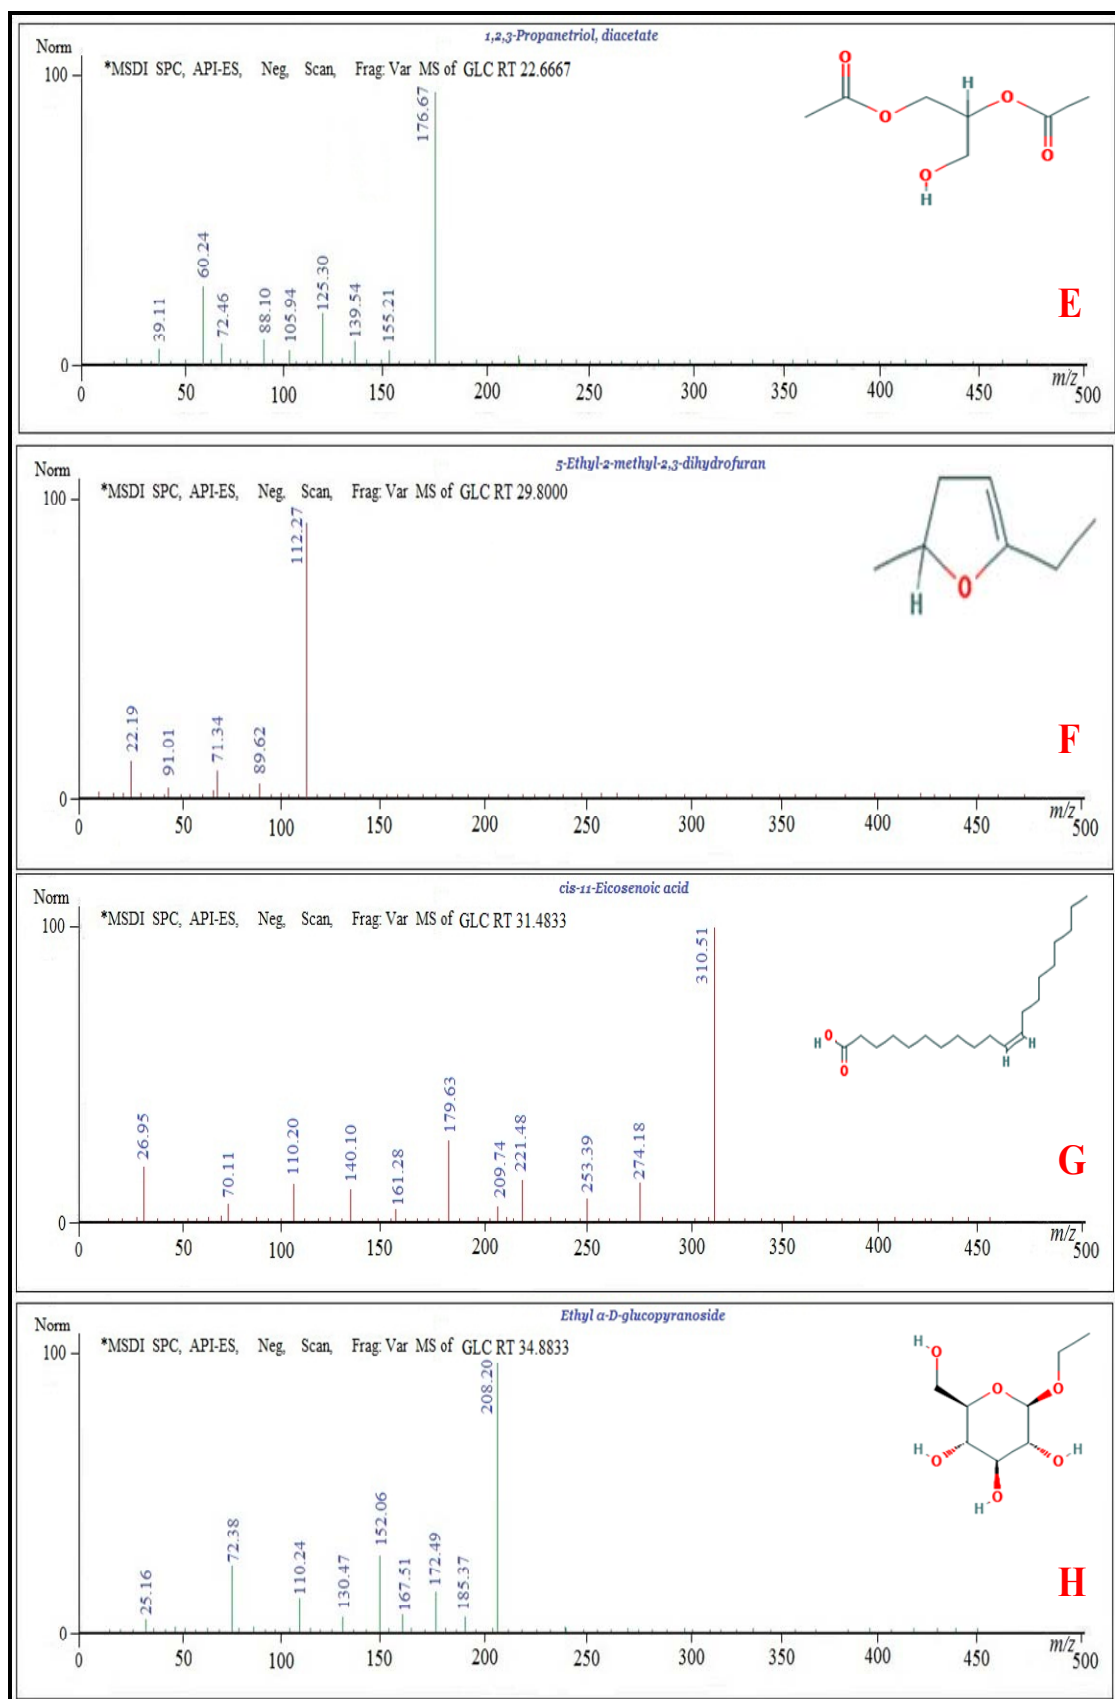 1,2,3-Propanetriol, diacetate
Norm
*MSDI SPC, API-ES, Neg, Scan, Frag: Var MS of GLC RT 22.6667
100
0
39.11
60.24
72.46
88.10
105.94
125.30
139.54
155.21
176.67
O
O
H
O
O
O
H
E
0 50 100 150 200 250 300 350 400 450 500
m/z
5-Ethyl-2-methyl-2,3-dihydrofuran
Norm
*MSDI SPC, API-ES, Neg, Scan, Frag: Var MS of GLC RT 29.8000
100
0
22.19
91.01
71.34
89.62
112.27
H
O
F
0 50 100 150 200 250 300 350 400 450 500
m/z
cis-11-Eicosenoic acid
Norm
*MSDI SPC, API-ES, Neg, Scan, Frag: Var MS of GLC RT 31.4833
100
0
26.95
70.11
110.20
140.10
161.28
179.63
209.74
221.48
253.39
274.18
310.51
H O
O
H
H
G
0 50 100 150 200 250 300 350 400 450 500
m/z
Ethyl α-D-glucopyranoside
Norm
*MSDI SPC, API-ES, Neg, Scan, Frag: Var MS of GLC RT 34.8833
100
0
25.16
72.38
110.24
130.47
152.06
167.51
172.49
185.37
208.20
H O
O O
H O O H
O
H
H
0 50 100 150 200 250 300 350 400 450 500
m/z